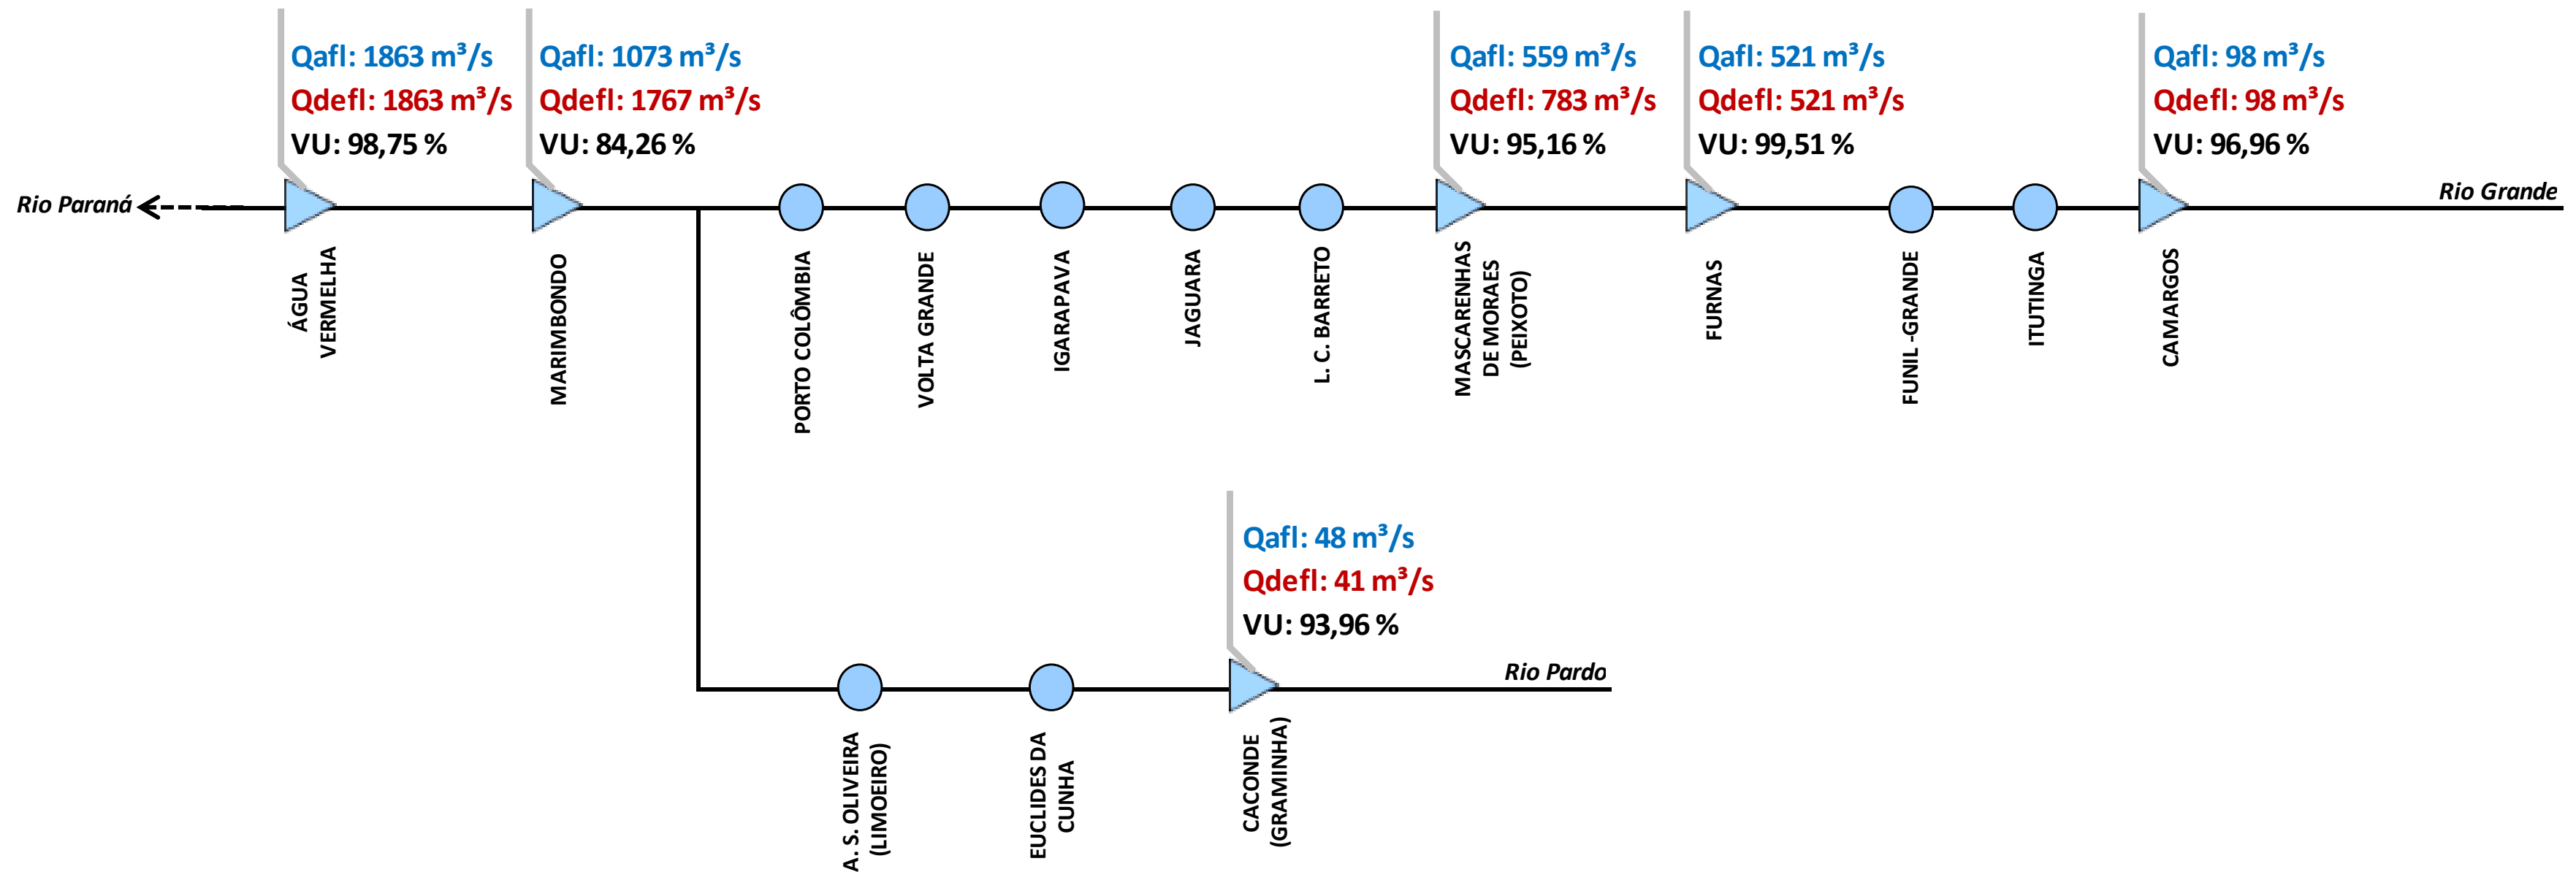 Qafl: 1863 m³/s
Qdefl: 1863 m³/s
VU: 98,75 %
Qafl: 1073 m³/s
Qdefl: 1767 m³/s
VU: 84,26 %
Qafl: 559 m³/s
Qdefl: 783 m³/s
VU: 95,16 %
Qafl: 521 m³/s
Qdefl: 521 m³/s
VU: 99,51 %
Qafl: 98 m³/s
Qdefl: 98 m³/s
VU: 96,96 %
Rio Paraná
Rio Grande
ÁGUA
VERMELHA
MARIMBONDO
PORTO COLÔMBIA
VOLTA GRANDE
IGARAPAVA
JAGUARA
L. C. BARRETO
MASCARENHAS
DE MORAES
(PEIXOTO)
FURNAS
FUNIL -GRANDE
ITUTINGA
CAMARGOS
Qafl: 48 m³/s
Qdefl: 41 m³/s
VU: 93,96 %
Rio Pardo
A. S. OLIVEIRA
(LIMOEIRO)
EUCLIDES DA
CUNHA
CACONDE
(GRAMINHA)